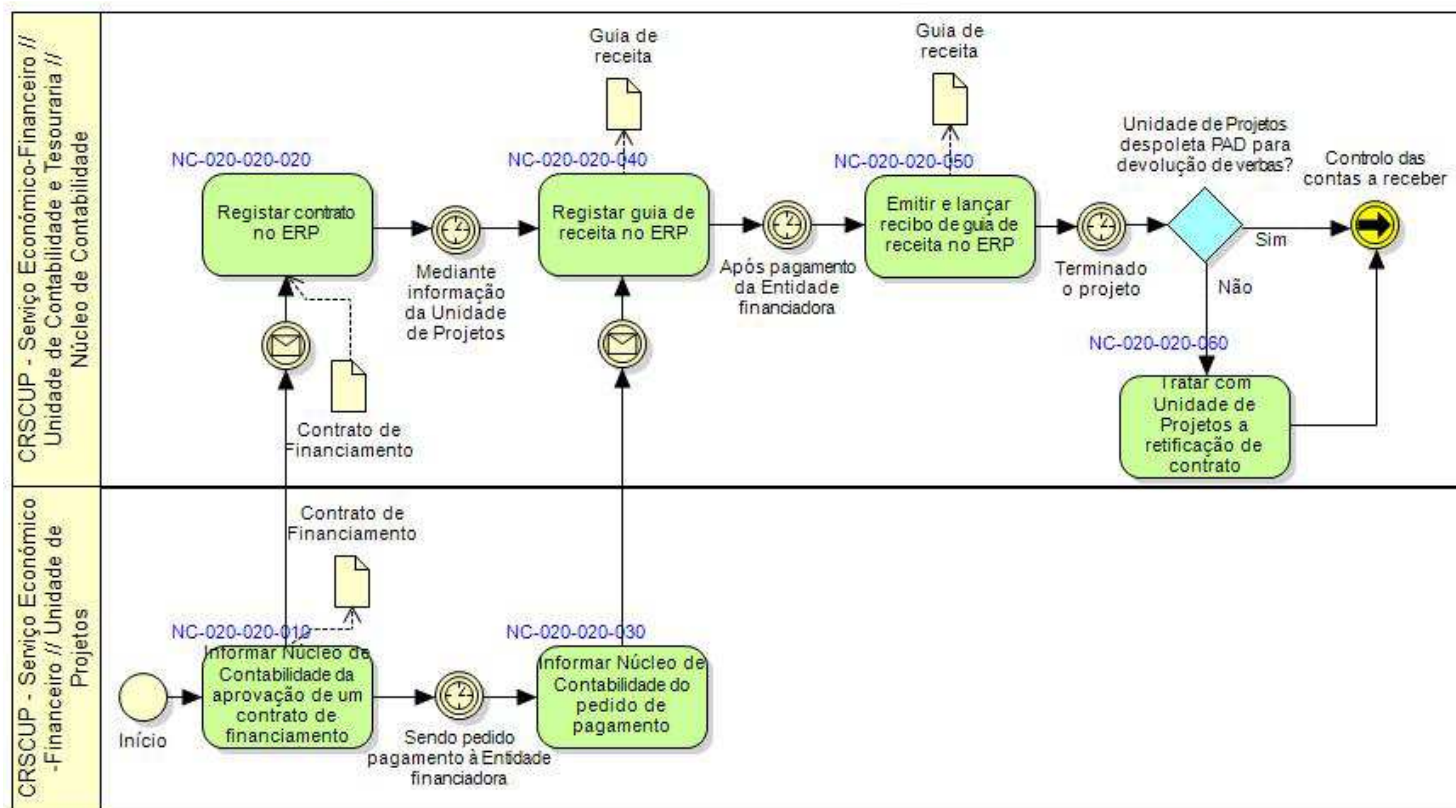 CRSCUP - Serviço Económico-Financeiro //
Unidade de Contabilidade e Tesouraria //
Núcleo de Contabilidade
Guia de
receita
Guia de
receita
NC-020-020-020
Registar contrato
no ERP
Mediante
informação
da Unidade
de Projetos
NC-020-020-040
Registar guia de
receita no ERP
Após pagamento
da Entidade
financiadora
NC-020-020-050
Emitir e lançar
recibo de guia de
receita no ERP
Terminado
o projeto
Unidade de Projetos
despoleta PAD para
devolução de verbas?
Sim
Não
Controlo das
contas a receber
NC-020-020-060
Tratar com
Unidade de
Projetos a
retificação de
contrato
Contrato de
Financiamento
CRSCUP - Serviço Económico
-Financeiro // Unidade de
Projetos
Contrato de
Financiamento
Início
NC-020-020-010
Informar Núcleo de
Contabilidade da
aprovação de um
contrato de
financiamento
Sendo pedido
pagamento à Entidade
financiadora
NC-020-020-030
Informar Núcleo de
Contabilidade do
pedido de
pagamento